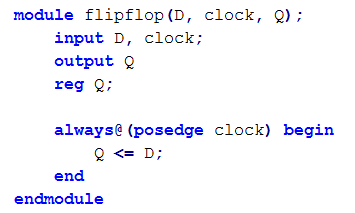 module flipflop(D, clock, Q);
    input D, clock;
    output Q
    reg Q;

    always@(posedge clock) begin
        Q <= D;
    end
endmodule